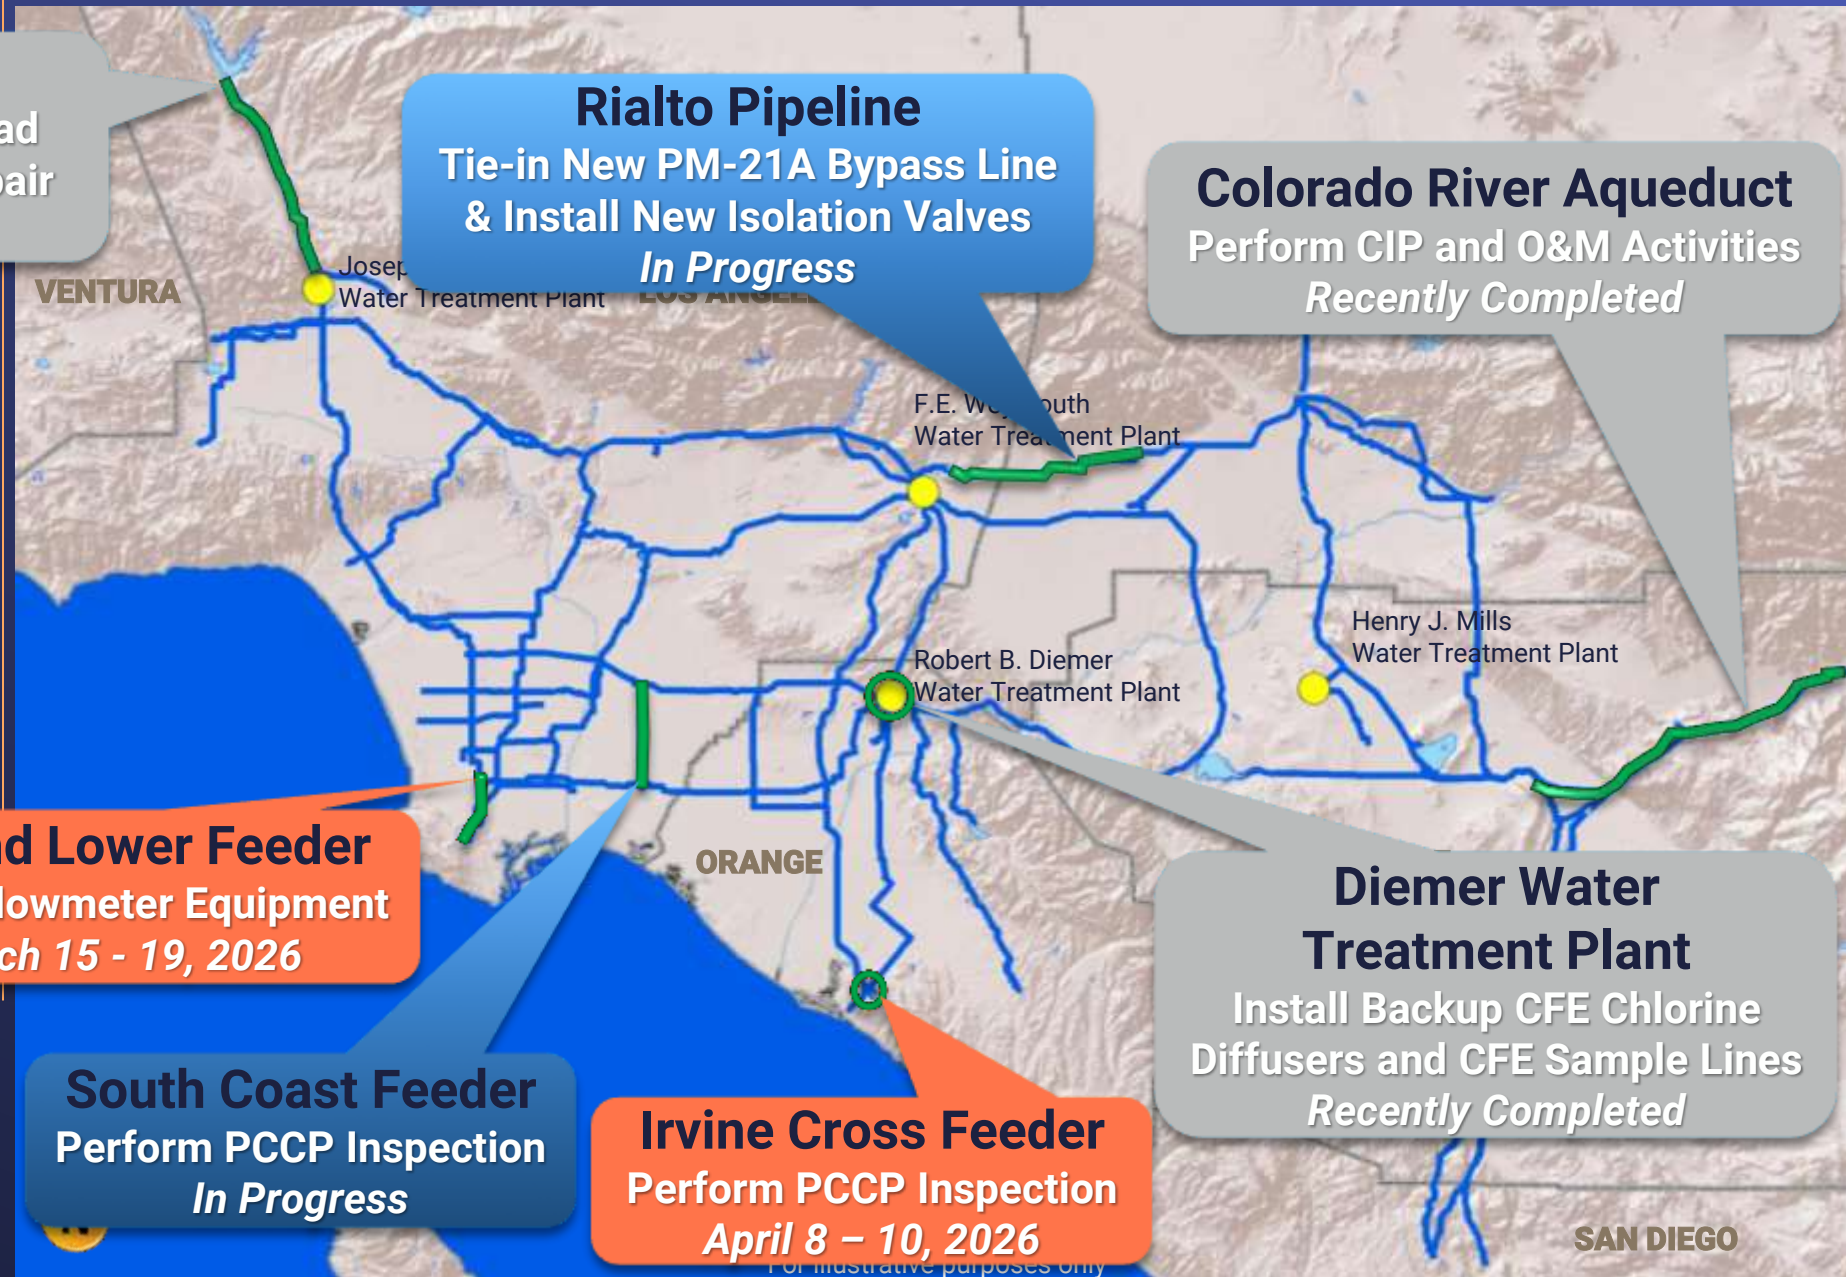 Rialto Pipeline
Tie-in New PM-21A Bypass Line
& Install New Isolation Valves
In Progress
Colorado River Aqueduct
Perform CIP and O&M Activities
Recently Completed
VENTURA
Water Treatment Plant
F.E.
Water Treatment Plant
Henry J. Mills
Water Treatment Plant
Robert B. Diemer
Water Treatment Plant
Lower Feeder
Equipment
15 - 19, 2026
ORANGE
Diemer Water
Treatment Plant
Install Backup CFE Chlorine
Diffusers and CFE Sample Lines
Recently Completed
South Coast Feeder
Perform PCCP Inspection
In Progress
Irvine Cross Feeder
Perform PCCP Inspection
April 8 – 10, 2026
For illustrative purposes only
SAN DIEGO